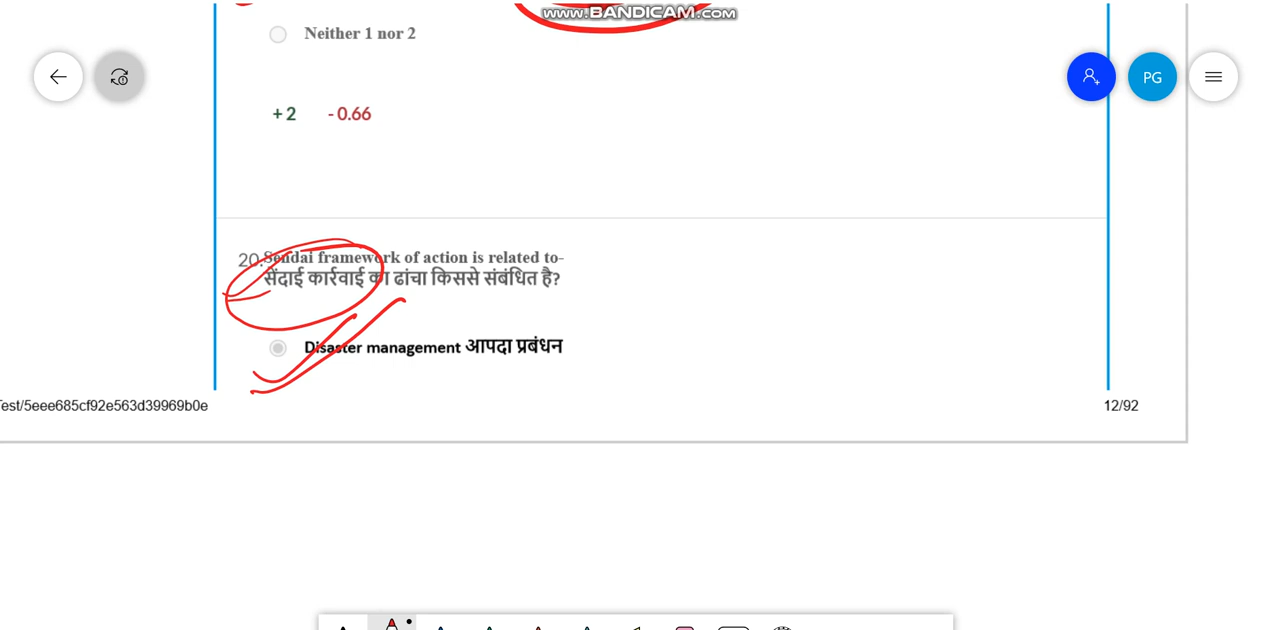 www.BANDICAM.com
Neither 1 nor 2
PG
+ 2 - 0.66
20. Sendai framework of action is related to-
सेंदाई कार्रवाई का ढांचा किससे संबंधित है?
Disaster management आपदा प्रबंधन
est/5eee685cf92e563d39969b0e
12/92